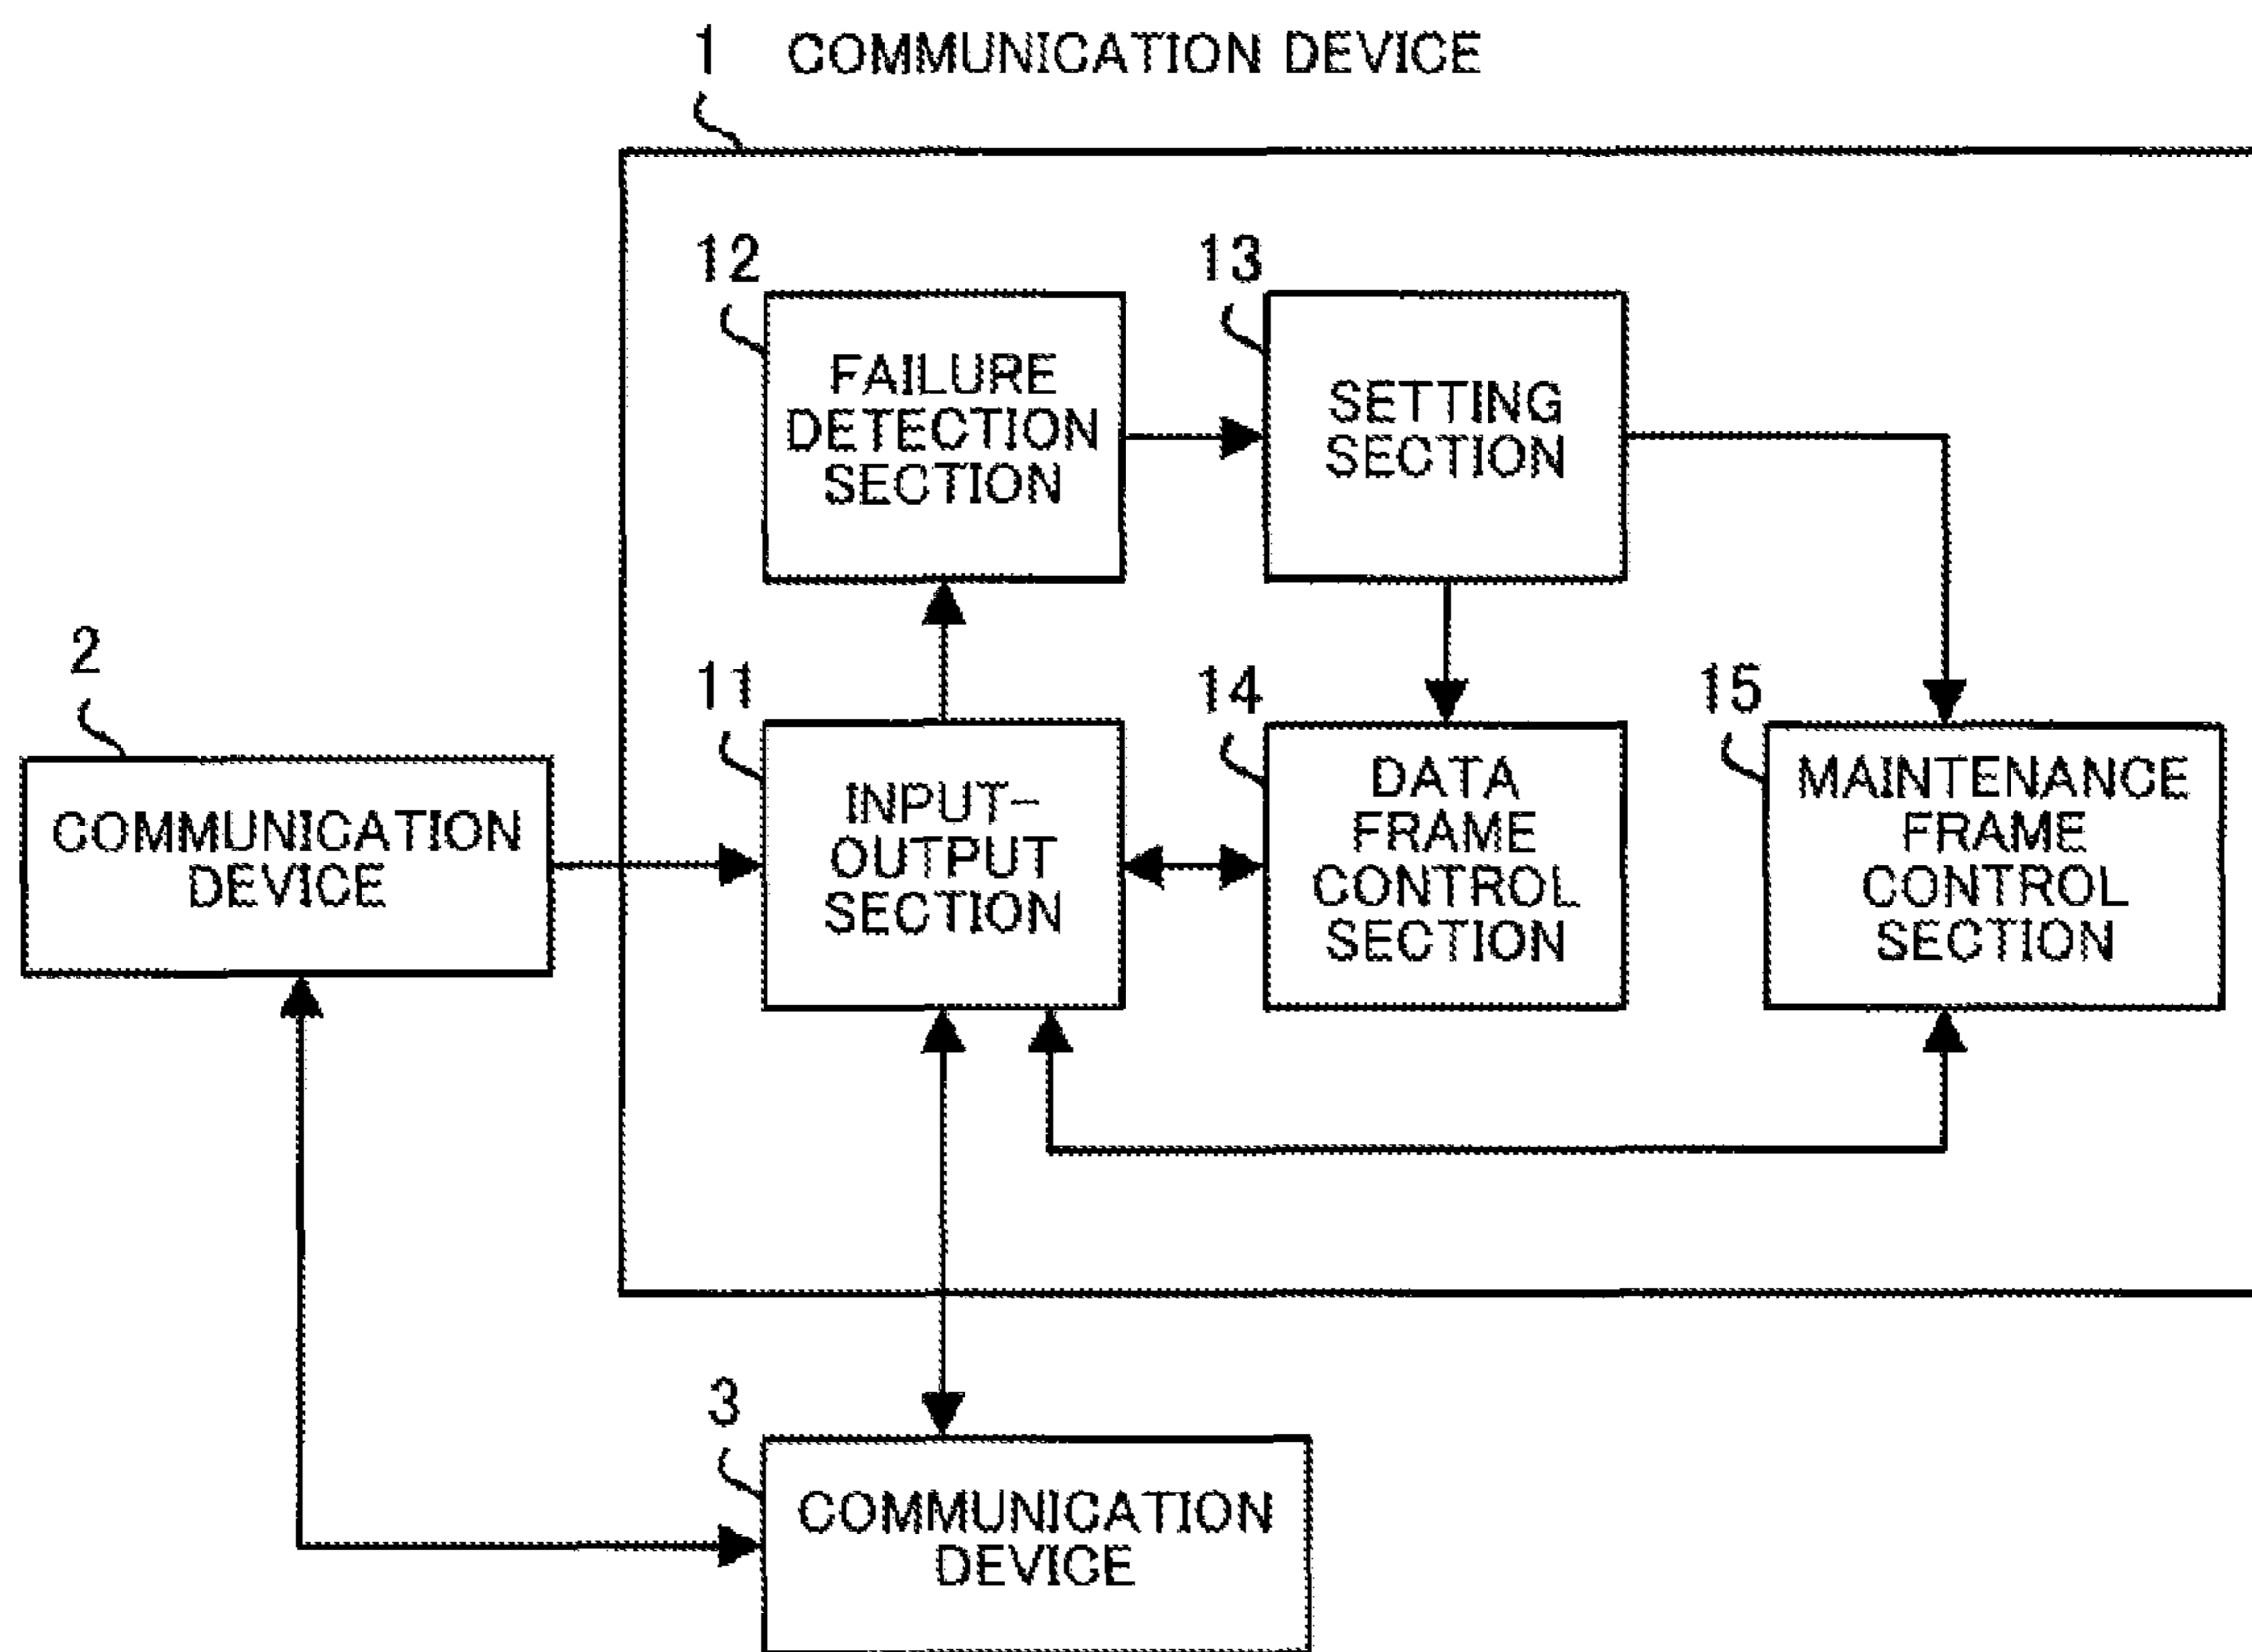 1 COMMUNICATION DEVICE
12
FAILURE
DETECTION
SECTION
13
SETTING
SECTION
2
COMMUNICATION
DEVICE
11
INPUT-
OUTPUT
SECTION
14
DATA
FRAME
CONTROL
SECTION
15
MAINTENANCE
FRAME
CONTROL
SECTION
3
COMMUNICATION
DEVICE